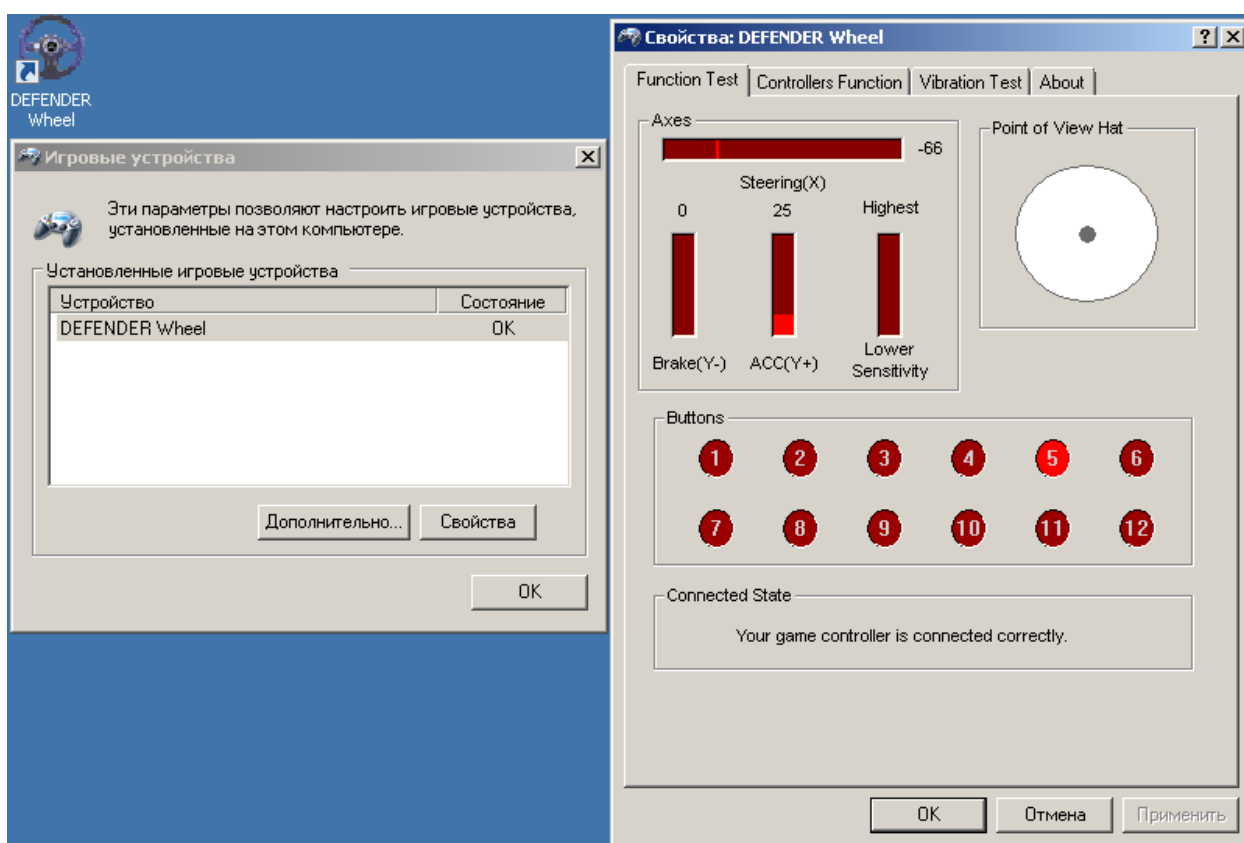 DEFENDER
Wheel
Игровые устройства
Эти параметры позволяют настроить игровые устройства,
установленные на этом компьютере.
Установленные игровые устройства
Устройство Состояние
DEFENDER Wheel OK
Дополнительно... Свойства
OK
Свойства: DEFENDER Wheel
Function Test Controllers Function Vibration Test About
Axes
-66
Steering(X)
0 25 Highest
Brake(Y-) ACC(Y+) Lower
Sensitivity
Point of View Hat
Buttons
1 2 3 4 5 6
7 8 9 10 11 12
Connected State
Your game controller is connected correctly.
OK Отмена Применить